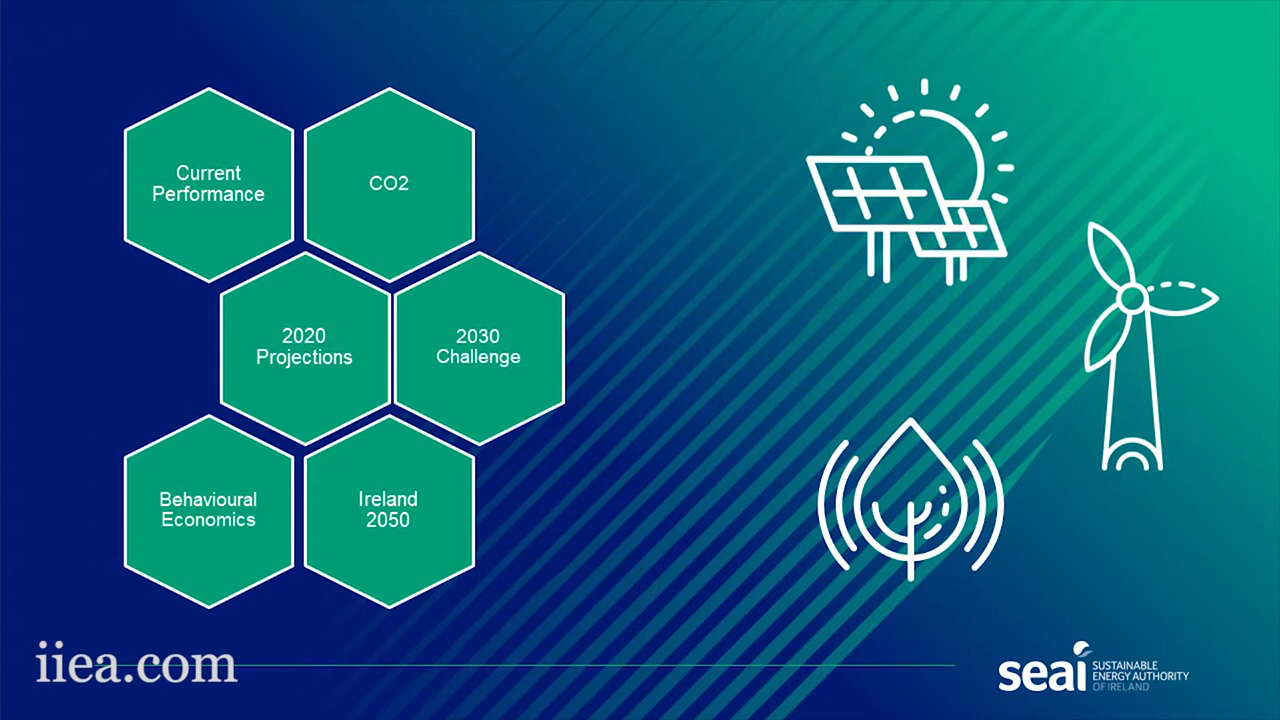 Current
Performance
CO2
2020
Projections
2030
Challenge
Behavioural
Economics
Ireland
2050
iiea.com
seai
SUSTAINABLE
ENERGY AUTHORITY
OF IRELAND